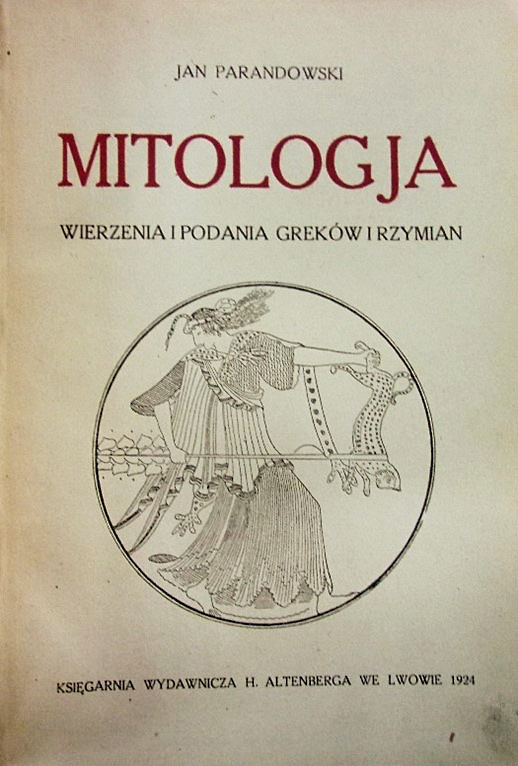 JAN PARANDOWSKI
MITOLOGJA
WIERZENIA I PODANIA GREKÓW I RZYMIAN
KSIĘGARNIA WYDAWNICZA H. ALTENBERGA WE LWOWIE 1924